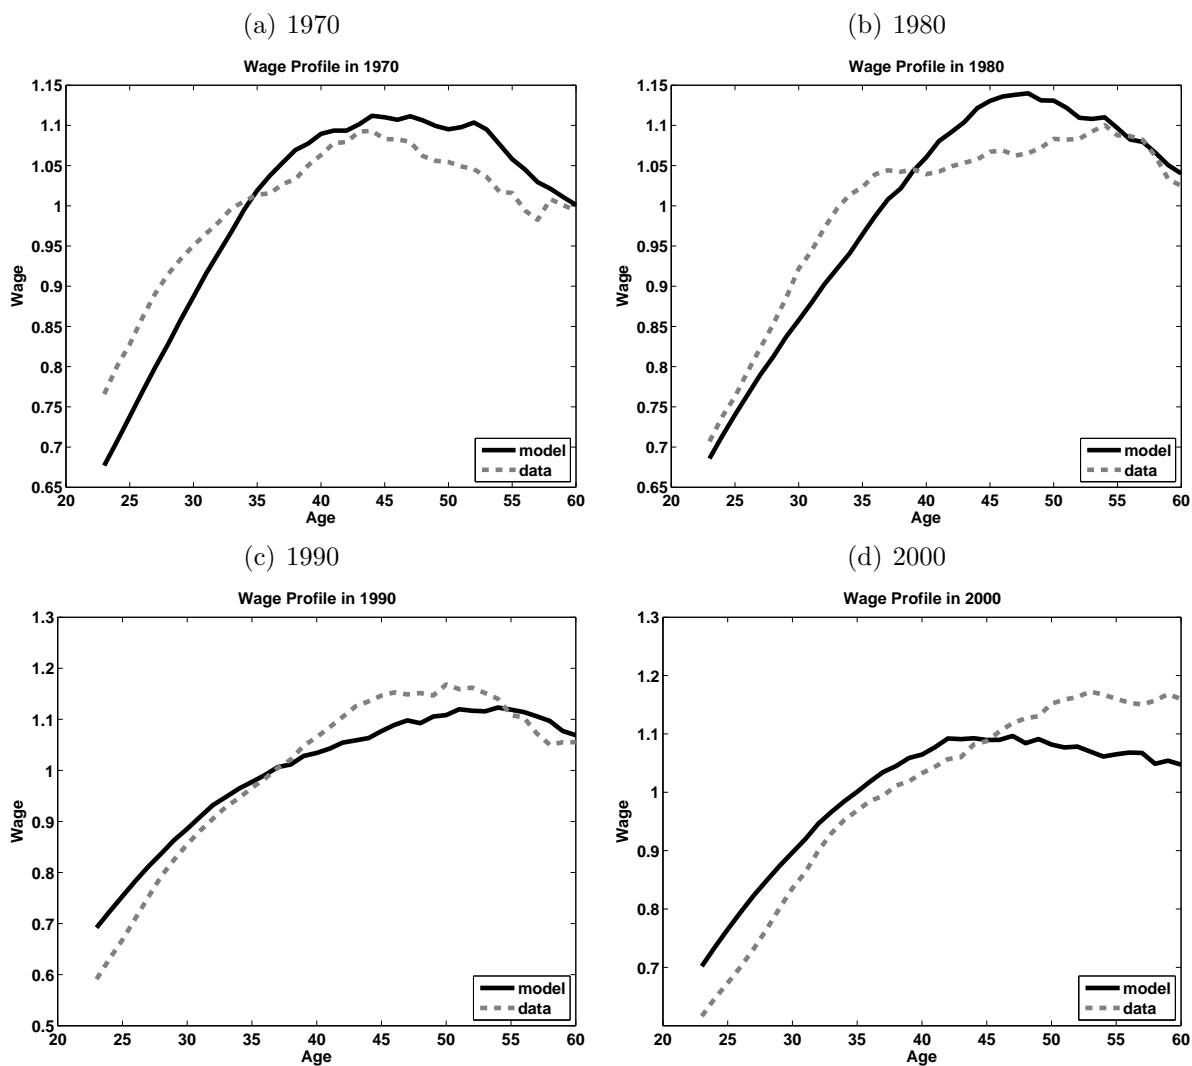 (a) 1970
Wage Profile in 1970
1.15
1.1
1.05
1
0.95
0.9
0.85
0.8
0.75
0.7
0.65
Wage
20 25 30 35 40 45 50 55 60
Age
model
data
(b) 1980
Wage Profile in 1980
1.15
1.1
1.05
1
0.95
0.9
0.85
0.8
0.75
0.7
0.65
Wage
20 25 30 35 40 45 50 55 60
Age
model
data
(c) 1990
Wage Profile in 1990
1.3
1.2
1.1
1
0.9
0.8
0.7
0.6
0.5
Wage
20 25 30 35 40 45 50 55 60
Age
model
data
(d) 2000
Wage Profile in 2000
1.3
1.2
1.1
1
0.9
0.8
0.7
Wage
20 25 30 35 40 45 50 55 60
Age
model
data